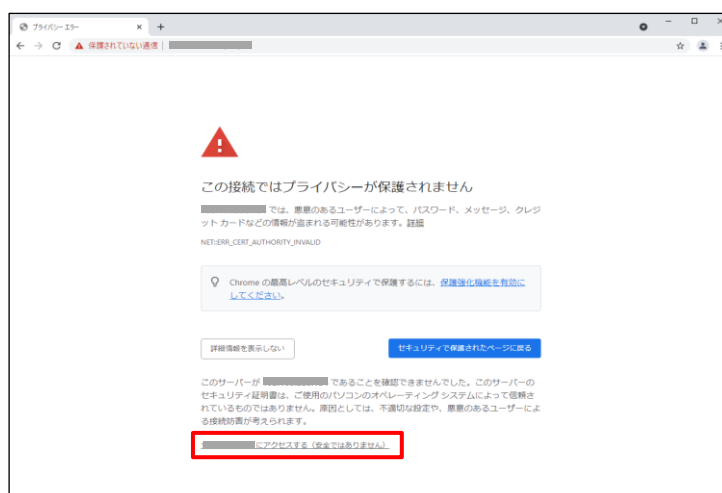 プライバシー エラー
保護されていない通信
この接続ではプライバシーが保護されません
では、悪意のあるユーザーによって、パスワード、メッセージ、クレジ
ット カードなどの情報が盗まれる可能性があります。詳細
NET::ERR_CERT_AUTHORITY_INVALID
Chrome の最高レベルのセキュリティで保護するには、保護強化機能を有効に
してください。
詳細情報を表示しない
セキュリティで保護されたページに戻る
このサーバーが であることを確認できませんでした。このサーバーの
セキュリティ証明書は、ご使用のパソコンのオペレーティング システムによって信頼さ
れているものではありません。原因としては、不適切な設定や、悪意のあるユーザーによ
る接続妨害が考えられます。
にアクセスする（安全ではありません）